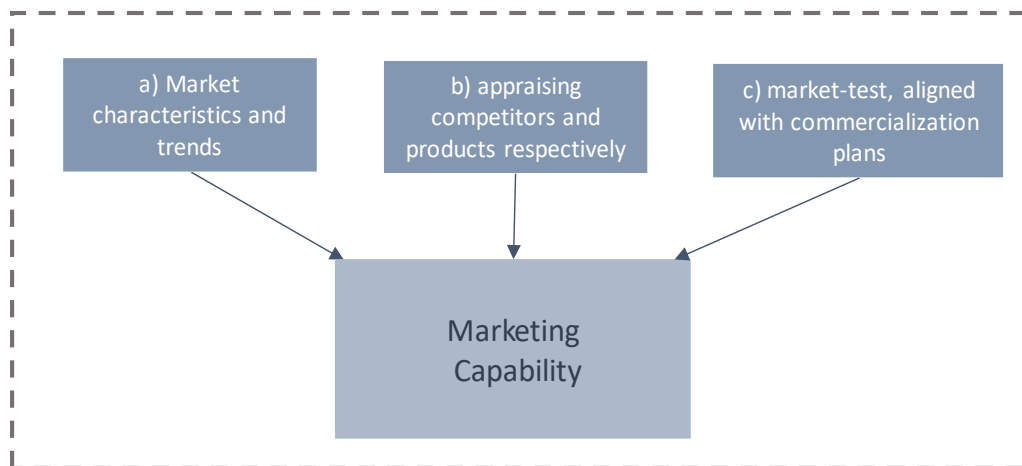 a) Market
characteristics and
trends
b) appraising
competitors and
products respectively
c) market-test, aligned
with commercialization
plans
Marketing
Capability